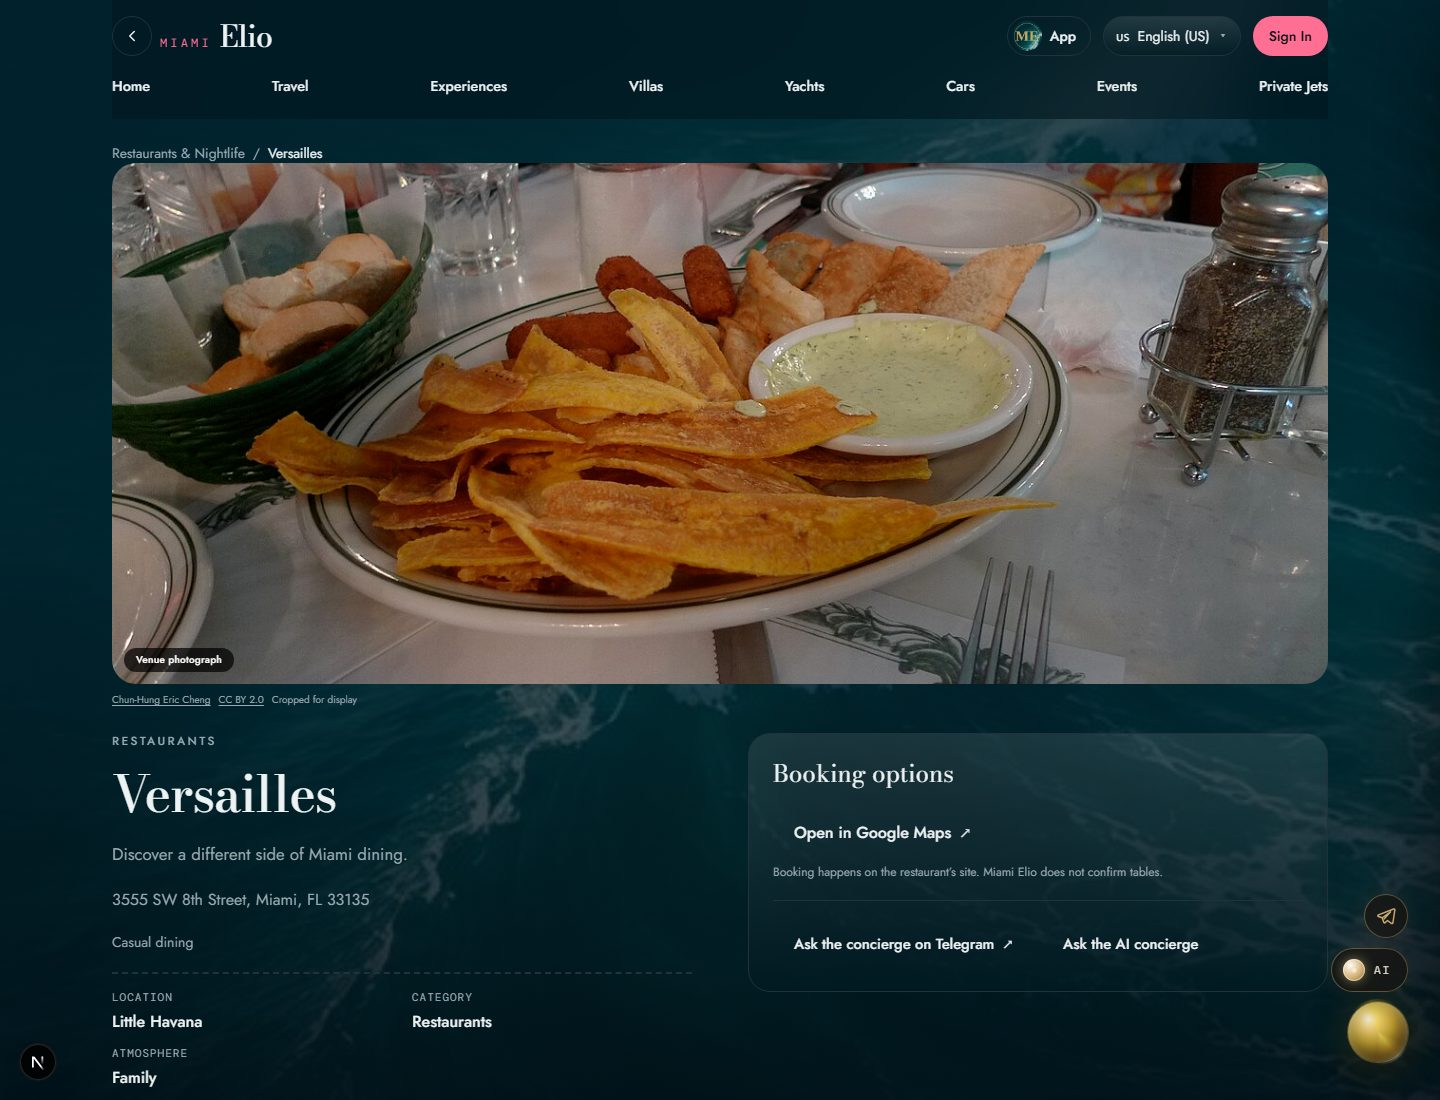 MIAMI Elio
ME App
US English (US)
Sign In
Home Travel Experiences Villas Yachts Cars Events Private Jets
Restaurants & Nightlife / Versailles
Venue photograph
Chun-Hung Eric Cheng CC BY 2.0 Cropped for display
RESTAURANTS
Versailles
Discover a different side of Miami dining.
3555 SW 8th Street, Miami, FL 33135
Casual dining
LOCATION
Little Havana
CATEGORY
Restaurants
ATMOSPHERE
Family
Booking options
Open in Google Maps ↗
Booking happens on the restaurant's site. Miami Elio does not confirm tables.
Ask the concierge on Telegram ↗
Ask the AI concierge
AI
N